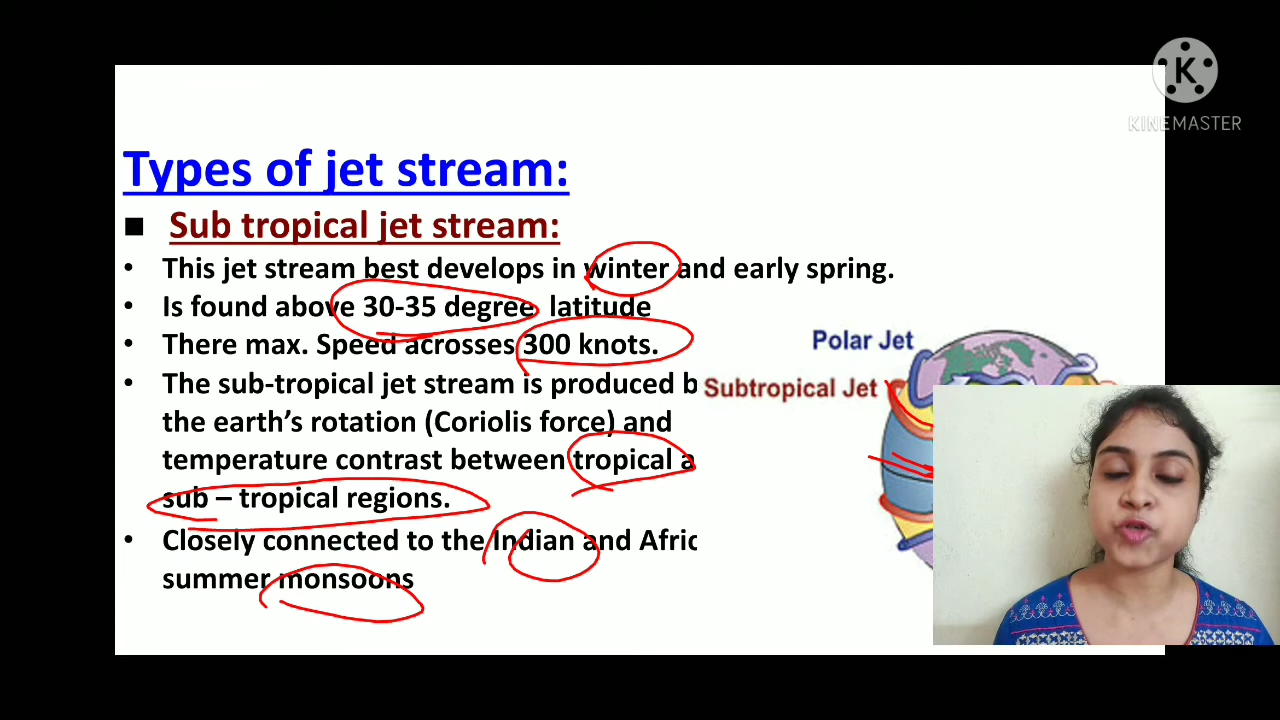 K
KINEMASTER
Types of jet stream:
■ Sub tropical jet stream:
• This jet stream best develops in winter and early spring.
• Is found above 30-35 degree latitude
• There max. Speed acrosses 300 knots.
• The sub-tropical jet stream is produced b
the earth’s rotation (Coriolis force) and
temperature contrast between tropical a
sub – tropical regions.
• Closely connected to the Indian and Afric
summer monsoons
Polar Jet
Subtropical Jet